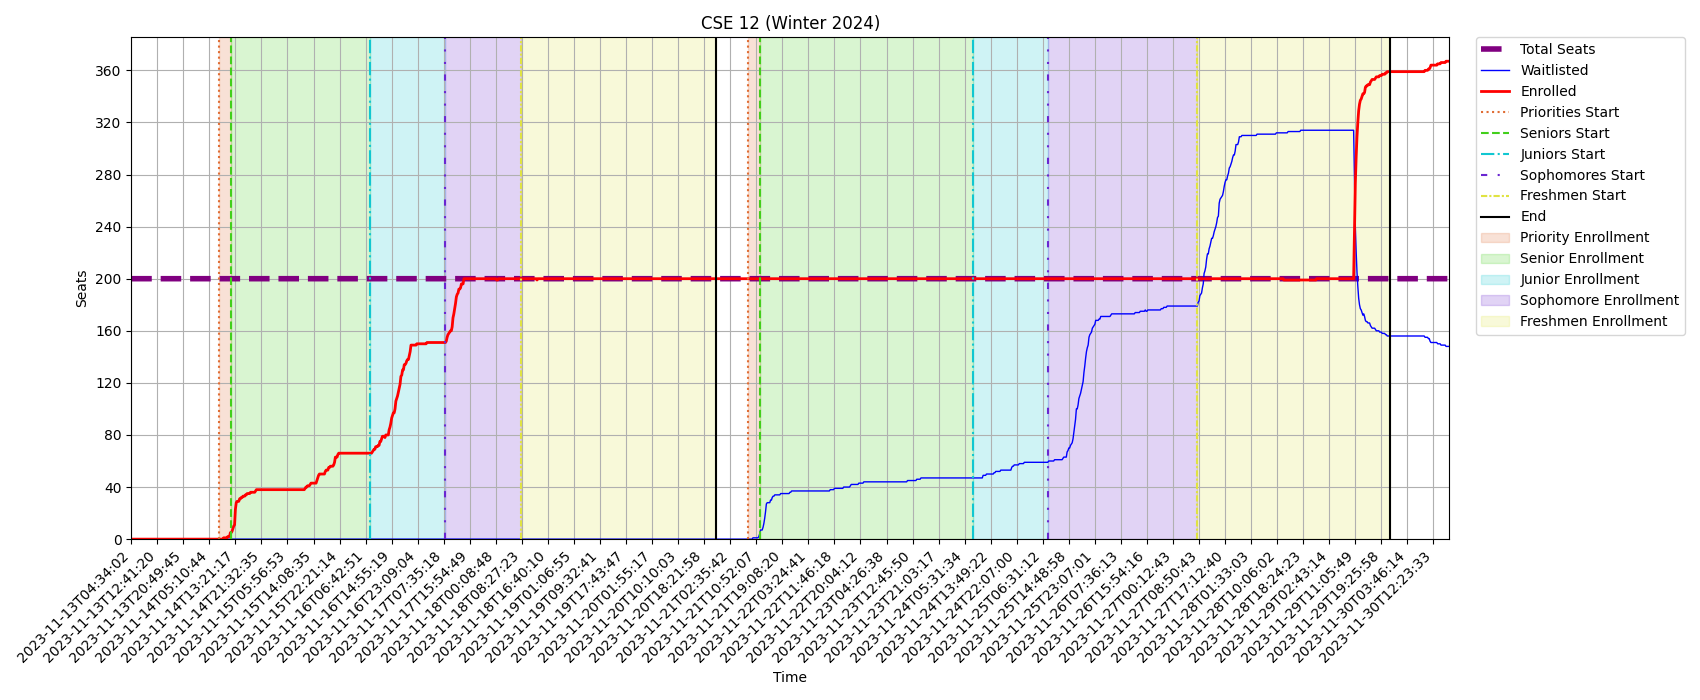 CSE 12 (Winter 2024)
Seats
360
320
280
240
200
160
120
80
40
0
2023-11-13T04:34:02
2023-11-13T12:41:20
2023-11-13T20:49:45
2023-11-14T05:10:44
2023-11-14T13:21:17
2023-11-14T21:32:35
2023-11-15T05:56:53
2023-11-15T14:08:35
2023-11-15T22:21:14
2023-11-16T06:42:51
2023-11-16T14:55:19
2023-11-16T23:09:04
2023-11-17T07:35:18
2023-11-17T15:54:49
2023-11-18T00:08:48
2023-11-18T08:27:23
2023-11-18T16:40:10
2023-11-19T01:06:55
2023-11-19T09:32:41
2023-11-19T17:43:47
2023-11-20T01:55:17
2023-11-20T10:10:03
2023-11-20T18:21:58
2023-11-21T02:35:42
2023-11-21T10:52:07
2023-11-21T19:08:20
2023-11-22T03:24:41
2023-11-22T11:46:18
2023-11-22T20:04:12
2023-11-23T04:26:38
2023-11-23T12:45:50
2023-11-23T21:03:17
2023-11-24T05:31:34
2023-11-24T13:49:22
2023-11-24T22:07:00
2023-11-25T06:31:12
2023-11-25T14:48:58
2023-11-25T23:07:01
2023-11-26T07:36:13
2023-11-26T15:54:16
2023-11-27T00:12:43
2023-11-27T08:50:43
2023-11-27T17:12:40
2023-11-28T01:33:03
2023-11-28T10:06:02
2023-11-28T18:24:23
2023-11-29T02:43:14
2023-11-29T11:05:49
2023-11-29T19:25:58
2023-11-30T03:46:14
2023-11-30T12:23:33
Time
Total Seats
Waitlisted
Enrolled
Priorities Start
Seniors Start
Juniors Start
Sophomores Start
Freshmen Start
End
Priority Enrollment
Senior Enrollment
Junior Enrollment
Sophomore Enrollment
Freshmen Enrollment